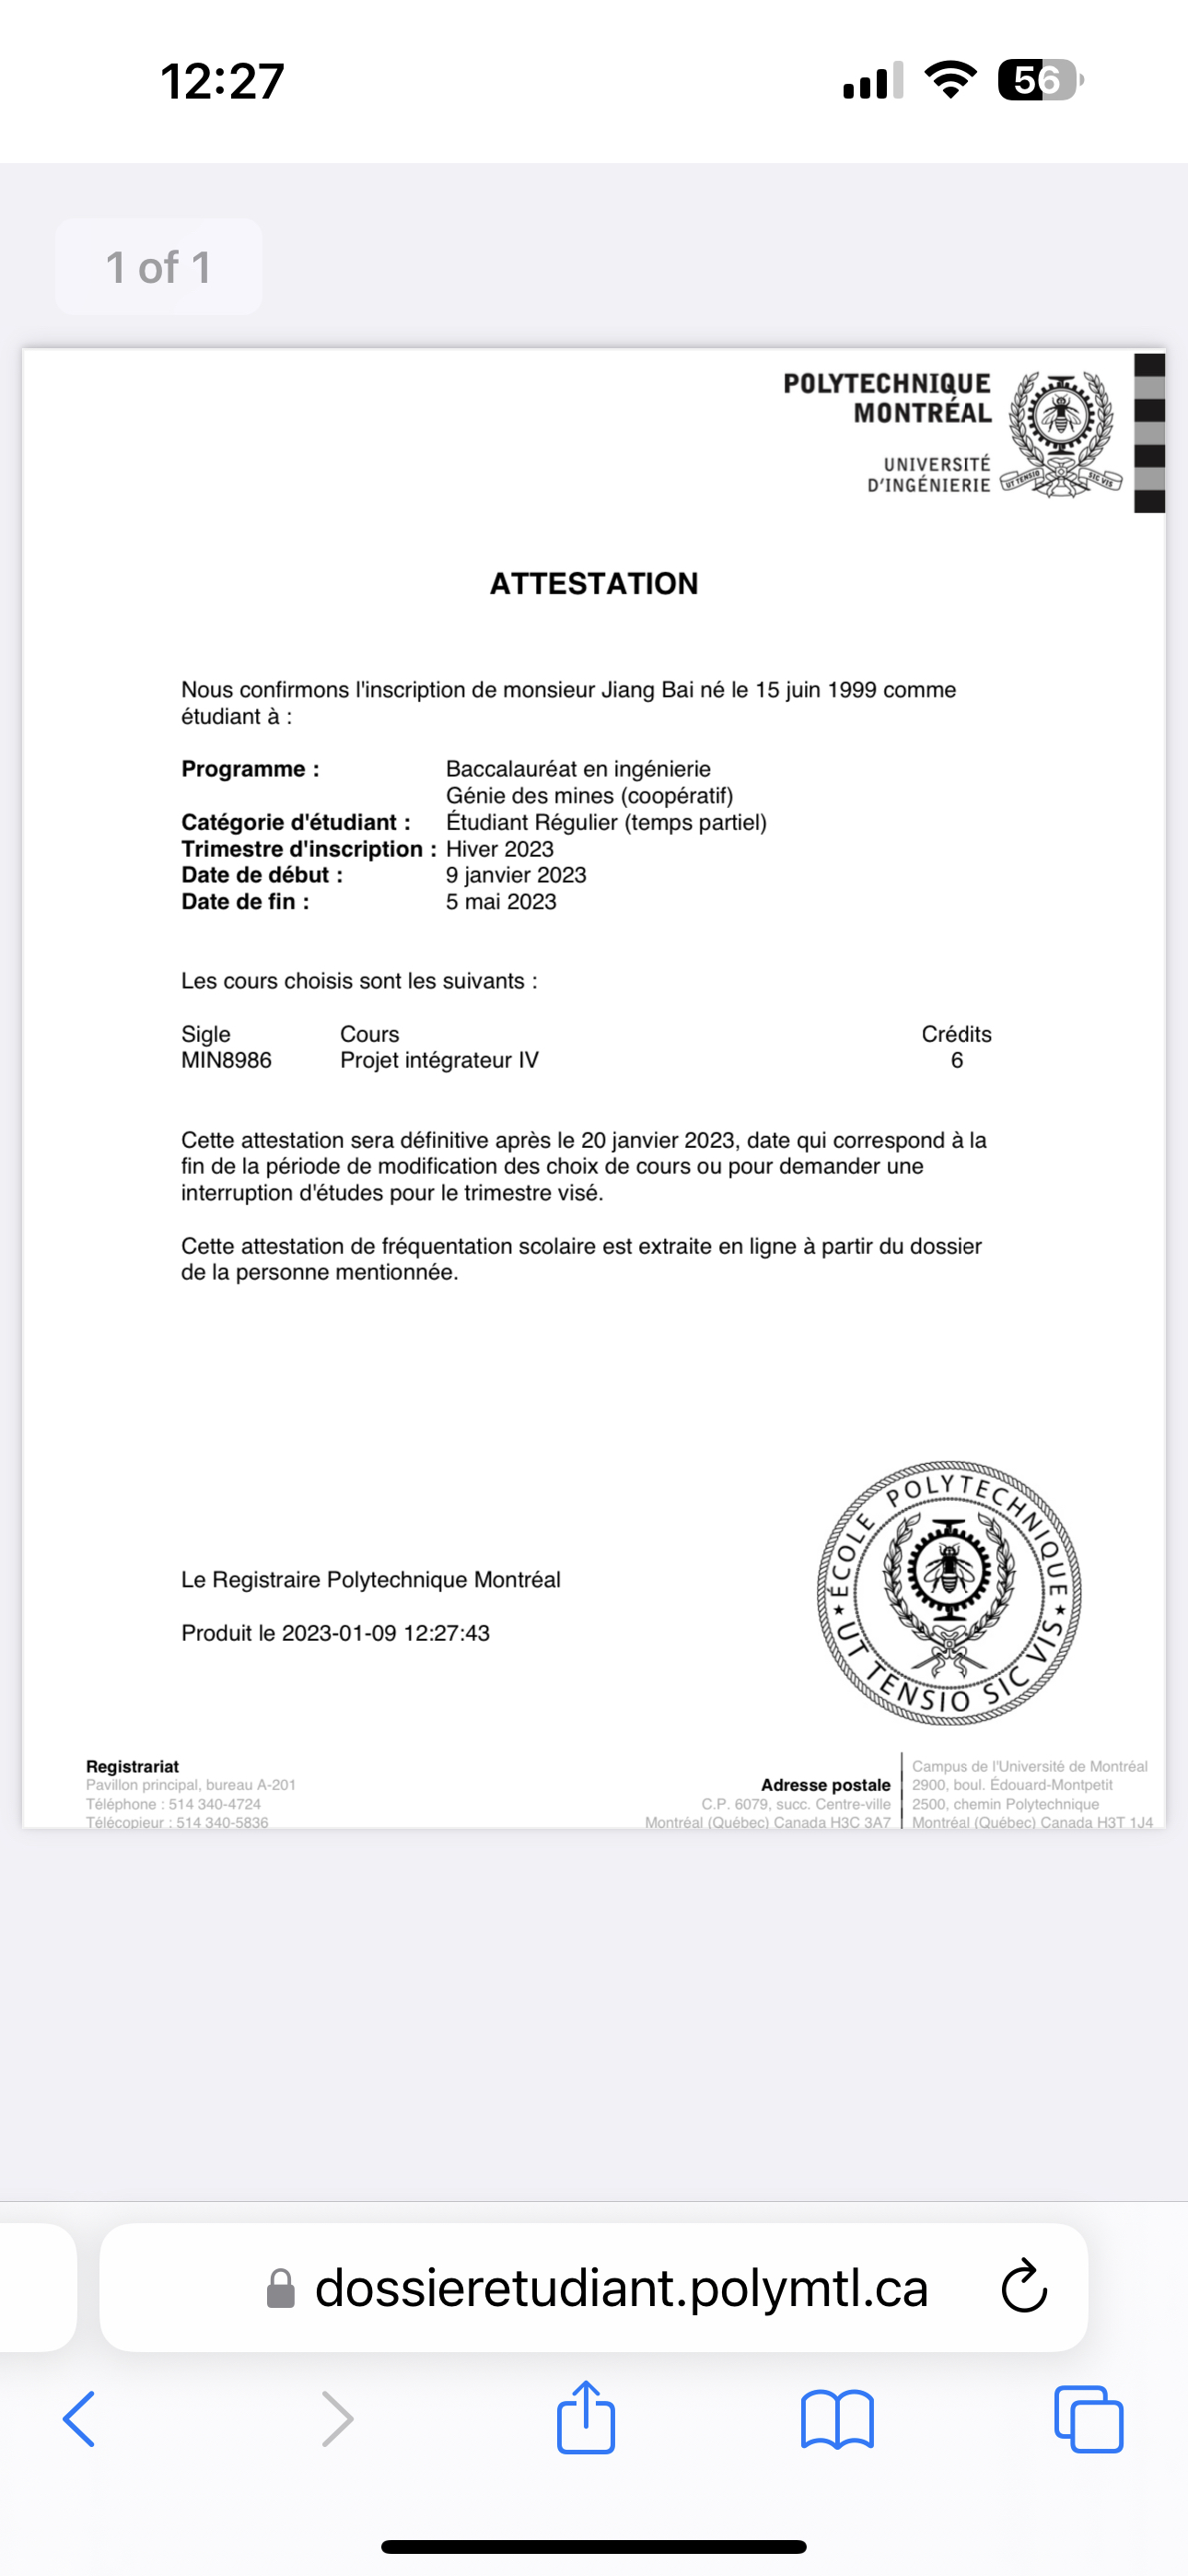 12:27
56
1 of 1
POLYTECHNIQUE
MONTRÉAL
UNIVERSITÉ
D'INGÉNIERIE
UT TENSIO SIC VIS
ATTESTATION
Nous confirmons l'inscription de monsieur Jiang Bai né le 15 juin 1999 comme
étudiant à :
Programme : Baccalauréat en ingénierie
Génie des mines (coopératif)
Catégorie d'étudiant : Étudiant Régulier (temps partiel)
Trimestre d'inscription : Hiver 2023
Date de début : 9 janvier 2023
Date de fin : 5 mai 2023
Les cours choisis sont les suivants :
Sigle Cours Crédits
MIN8986 Projet intégrateur IV 6
Cette attestation sera définitive après le 20 janvier 2023, date qui correspond à la
fin de la période de modification des choix de cours ou pour demander une
interruption d'études pour le trimestre visé.
Cette attestation de fréquentation scolaire est extraite en ligne à partir du dossier
de la personne mentionnée.
Le Registraire Polytechnique Montréal
Produit le 2023-01-09 12:27:43
ÉCOLE POLYTECHNIQUE
UT TENSIO SIC VIS
Registrariat
Pavillon principal, bureau A-201
Téléphone : 514 340-4724
Télécopieur : 514 340-5836
Adresse postale
C.P. 6079, succ. Centre-ville
Montréal (Québec) Canada H3C 3A7
Campus de l'Université de Montréal
2900, boul. Édouard-Montpetit
2500, chemin Polytechnique
Montréal (Québec) Canada H3T 1J4
dossieretudiant.polymtl.ca